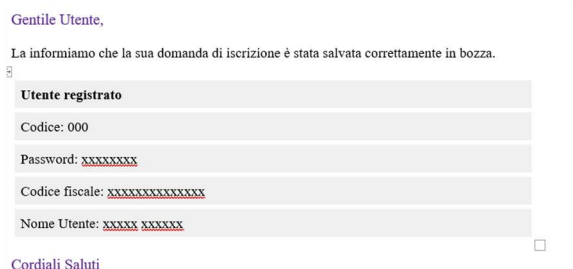 Gentile Utente,
La informiamo che la sua domanda di iscrizione è stata salvata correttamente in bozza.
Utente registrato
Codice: 000
Password: xxxxxxxx
Codice fiscale: xxxxxxxxxxxxxx
Nome Utente: xxxxx xxxxxx
Cordiali Saluti